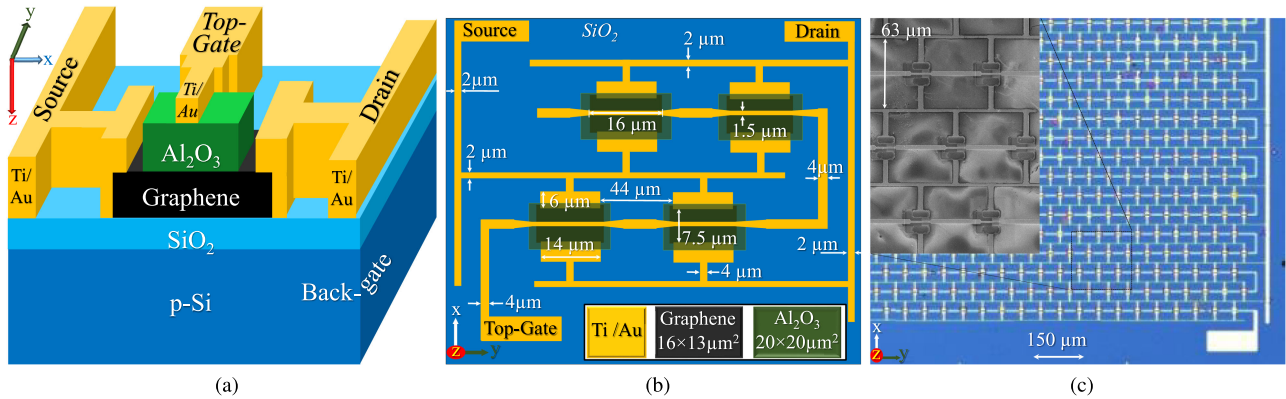 y
x
z
Source
Top-
Gate
Ti/
Au
Drain
Al₂O₃
Ti/
Au
Graphene
Ti/
Au
SiO₂
p-Si
Back-gate
(a)
Source
SiO₂
Drain
2 µm
2µm
16 µm
1.5 µm
2 µm
4µm
44 µm
6 µm
7.5 µm
14 µm
2 µm
4 µm
4µm
Top-Gate
x
z
y
Ti /Au
Graphene
16×13µm²
Al₂O₃
20×20µm²
(b)
63 µm
x
z
y
150 µm
(c)